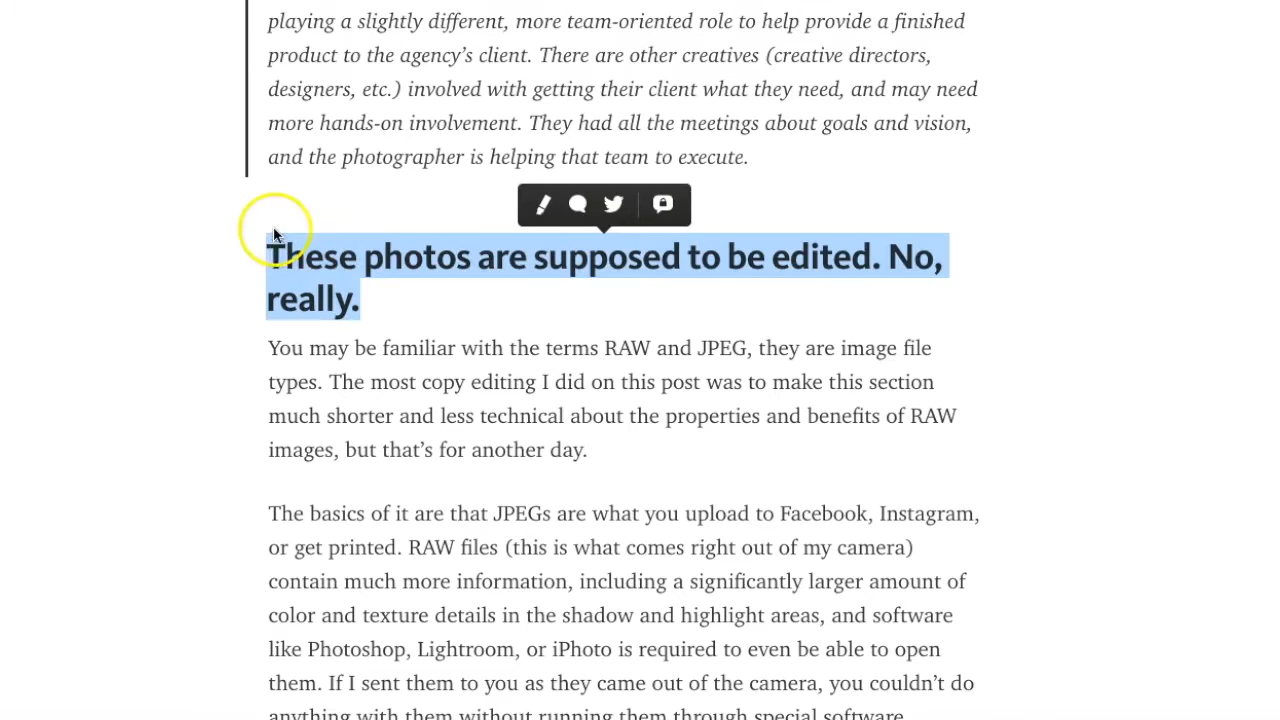 playing a slightly different, more team-oriented role to help provide a finished
product to the agency’s client. There are other creatives (creative directors,
designers, etc.) involved with getting their client what they need, and may need
more hands-on involvement. They had all the meetings about goals and vision,
and the photographer is helping that team to execute.
These photos are supposed to be edited. No,
really.
You may be familiar with the terms RAW and JPEG, they are image file
types. The most copy editing I did on this post was to make this section
much shorter and less technical about the properties and benefits of RAW
images, but that’s for another day.
The basics of it are that JPEGs are what you upload to Facebook, Instagram,
or get printed. RAW files (this is what comes right out of my camera)
contain much more information, including a significantly larger amount of
color and texture details in the shadow and highlight areas, and software
like Photoshop, Lightroom, or iPhoto is required to even be able to open
them. If I sent them to you as they came out of the camera, you couldn’t do
anything with them without running them through special software.